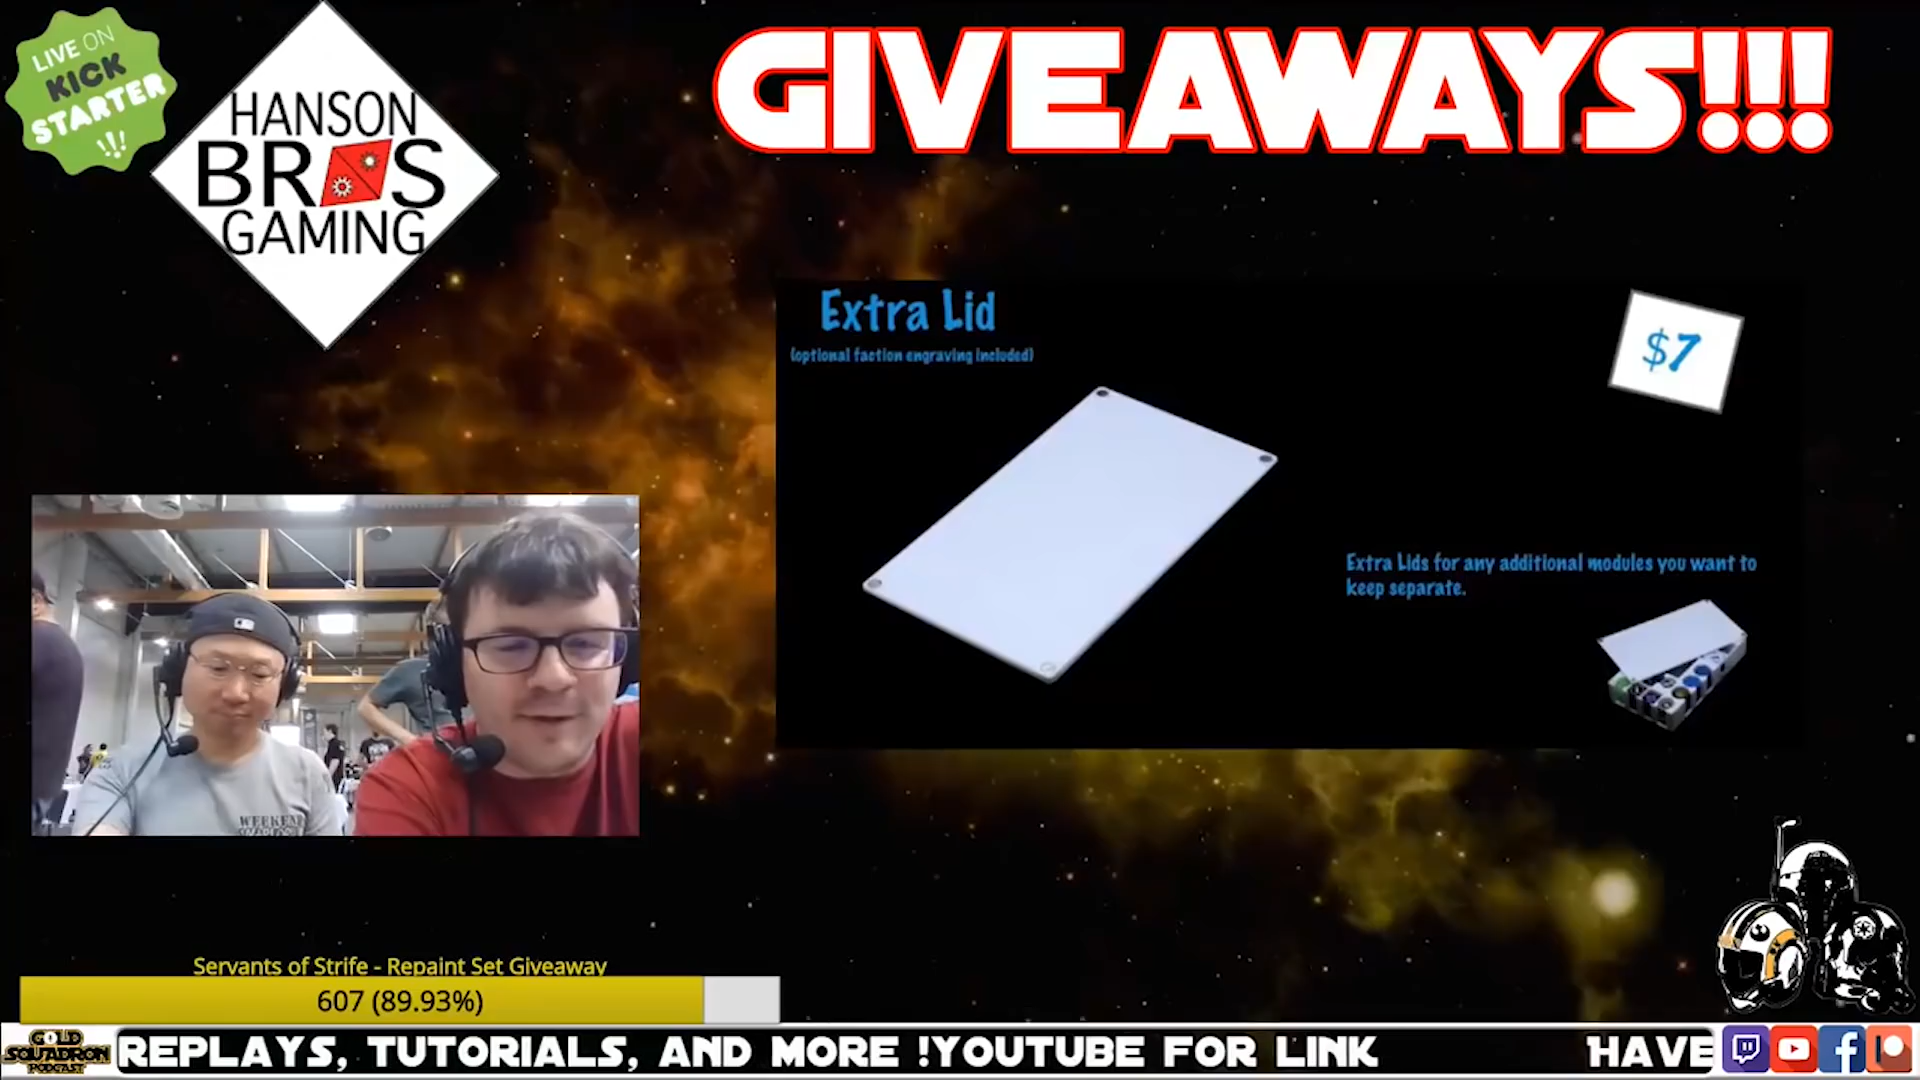 LIVE ON
KICK
STARTER
!!!
HANSON
BROS
GAMING
GIVEAWAYS!!!
Extra Lid
(optional faction engraving included)
$7
Extra Lids for any additional modules you want to
keep separate.
WEEKEND
Servants of Strife - Repaint Set Giveaway
607 (89.93%)
GOLD
SQUADRON
PODCAST
REPLAYS, TUTORIALS, AND MORE !YOUTUBE FOR LINK
!HAVE